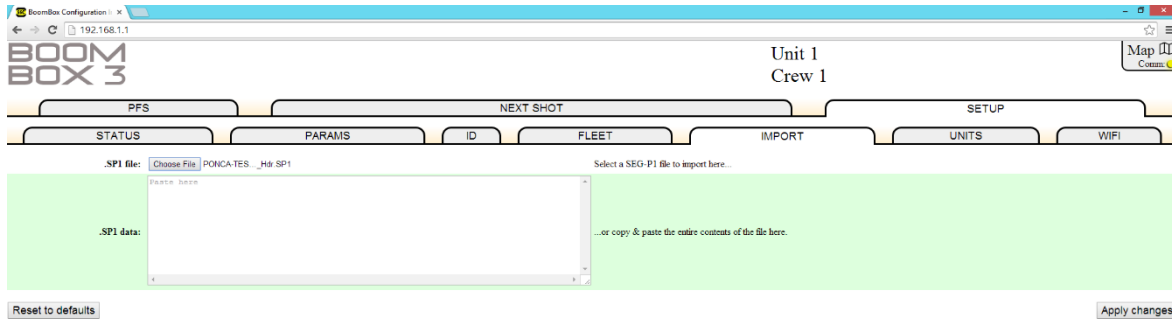 BoomBox Configuration
192.168.1.1
BOOM
BOX 3
Unit 1
Crew 1
Map
Comm:
PFS NEXT SHOT SETUP
STATUS PARAMS ID FLEET IMPORT UNITS WIFI
.SP1 file: Choose File PONCA-TES..._Hdr.SP1 Select a SEG-P1 file to import here...
Paste here
.SP1 data: ...or copy & paste the entire contents of the file here.
Reset to defaults Apply changes